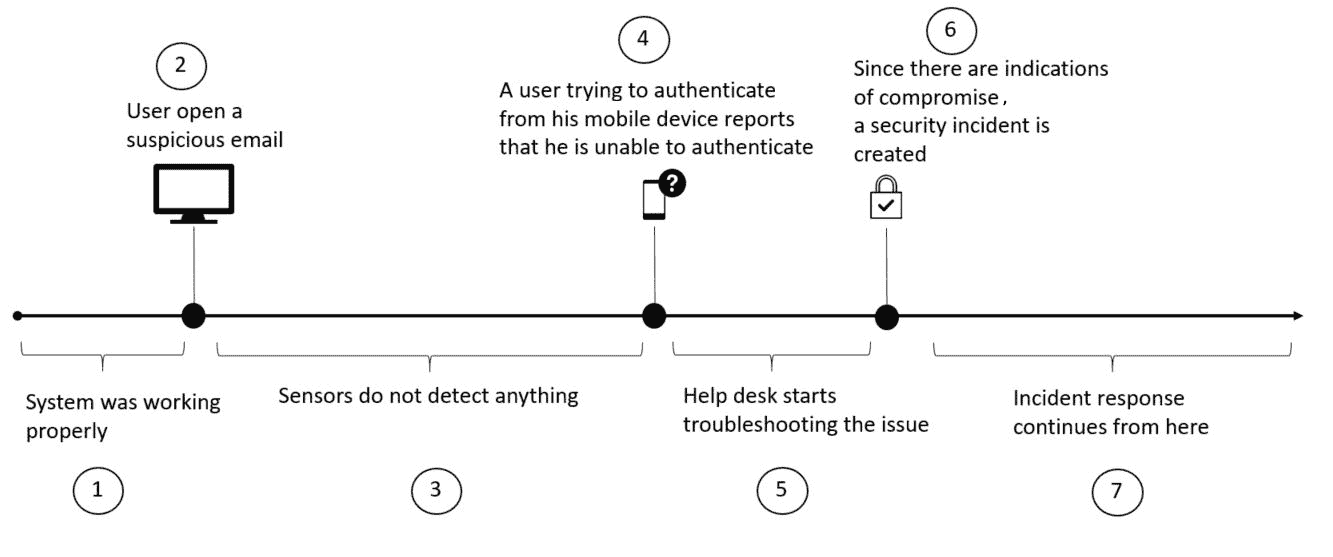 2
User open a
suspicious email
4
A user trying to authenticate
from his mobile device reports
that he is unable to authenticate
?
6
Since there are indications
of compromise,
a security incident is
created
System was working
properly
1
Sensors do not detect anything
3
Help desk starts
troubleshooting the issue
5
Incident response
continues from here
7